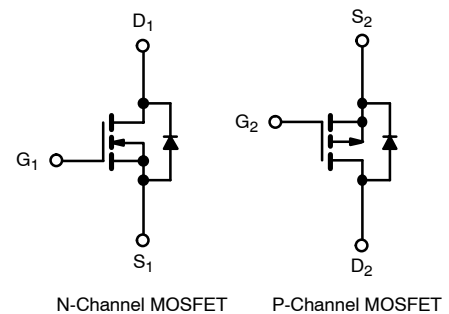 D1
S2
G1
G2
S1
D2
N-Channel MOSFET
P-Channel MOSFET